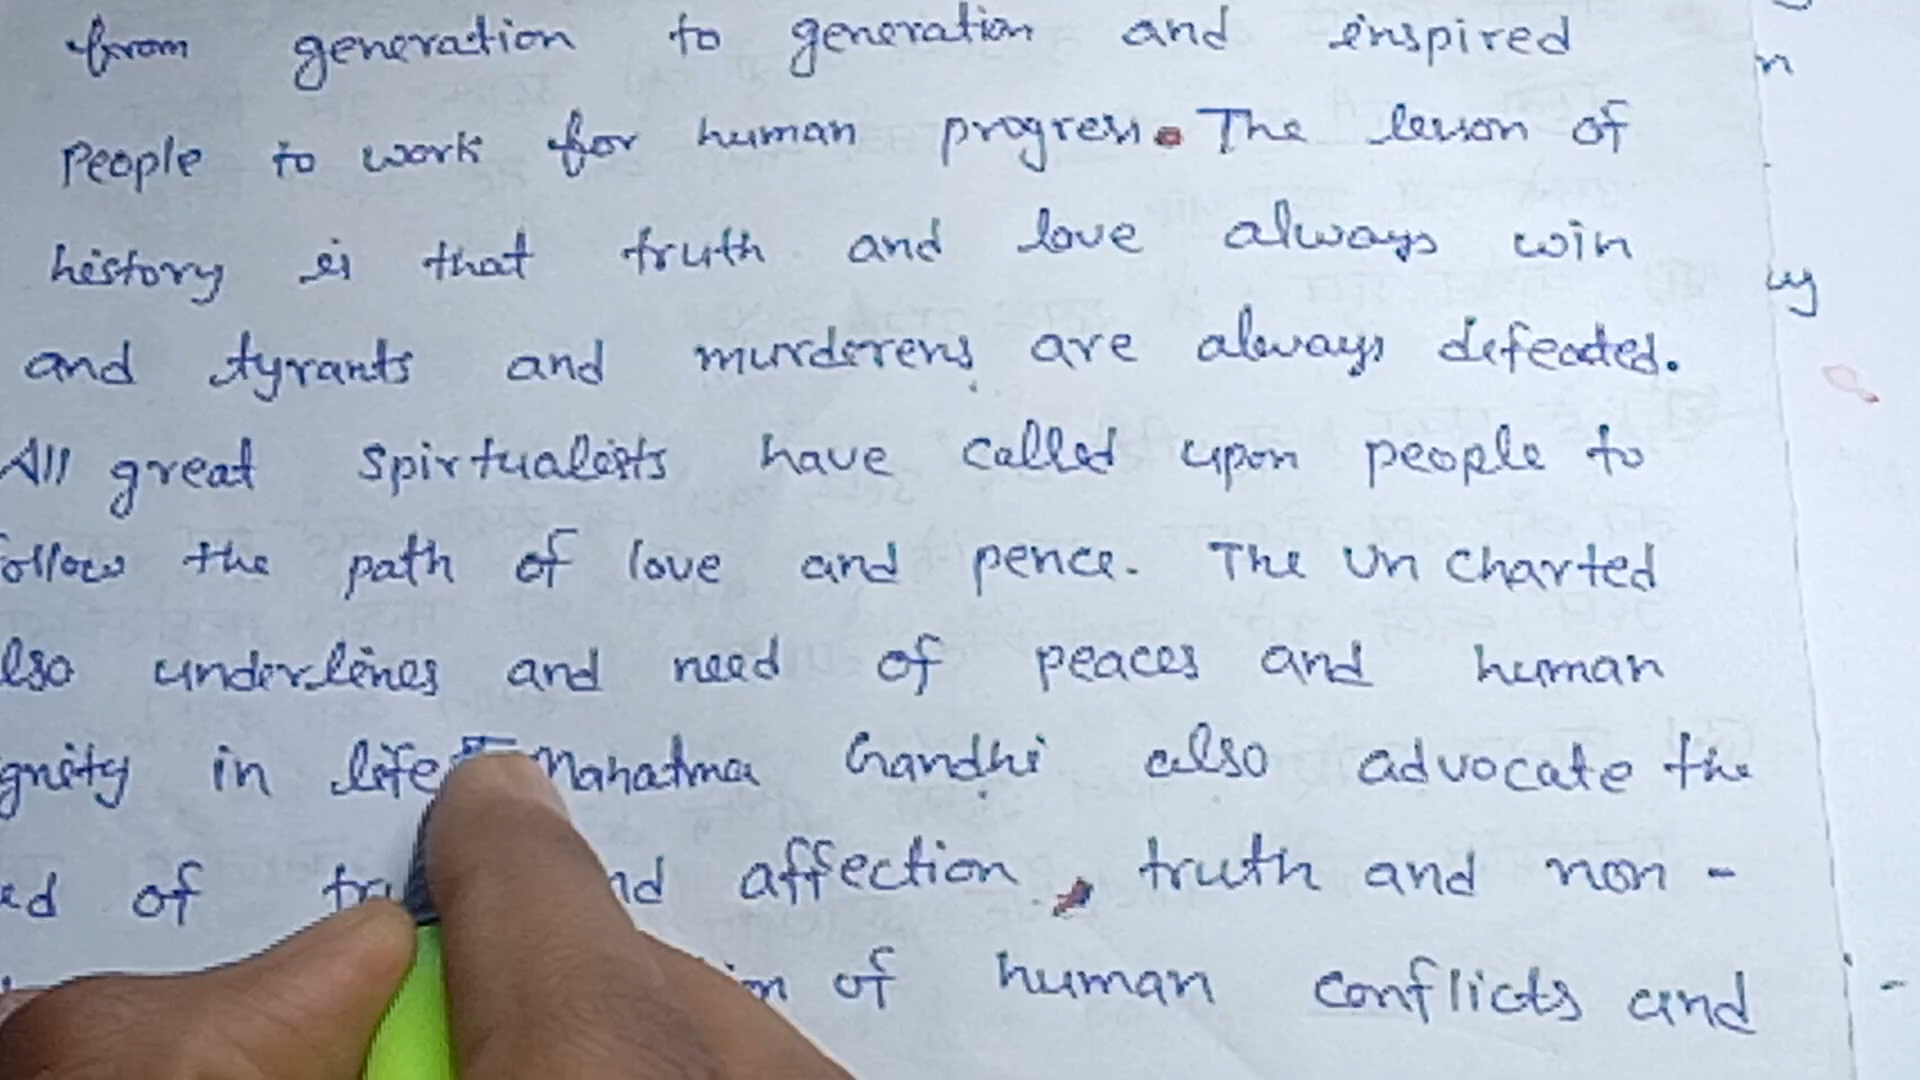 from generation to generation and inspired
People to work for human progress. The lesson of
history is that truth and love always win
and tyrants and murderers are always defeated.
All great spirtualists have called upon people to
follow the path of love and pence. The Un charted
also underlines and need of peaces and human
gnity in life Mahatma Gandhi also advocate the
ed of and affection, truth and non-
of human conflicts and